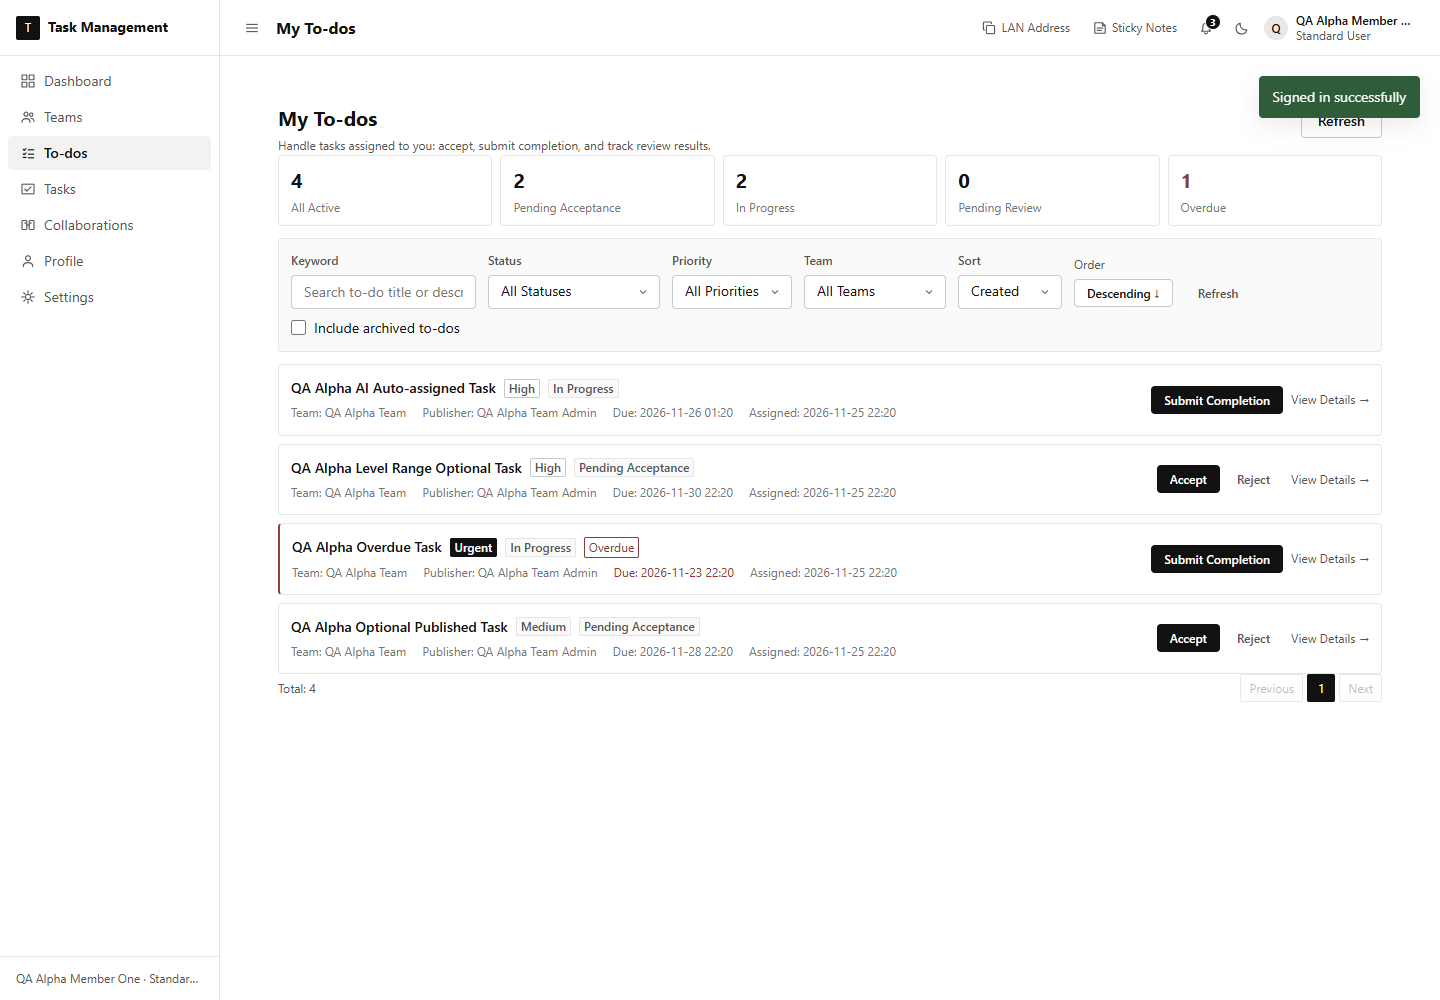 T Task Management
Dashboard
Teams
To-dos
Tasks
Collaborations
Profile
Settings
QA Alpha Member One · Standar...
My To-dos
LAN Address
Sticky Notes
3
Q
QA Alpha Member ...
Standard User
Signed in successfully
My To-dos
Refresh
Handle tasks assigned to you: accept, submit completion, and track review results.
4
All Active
2
Pending Acceptance
2
In Progress
0
Pending Review
1
Overdue
Keyword
Search to-do title or descr
Status
All Statuses
Priority
All Priorities
Team
All Teams
Sort
Created
Order
Descending ↓
Refresh
Include archived to-dos
QA Alpha AI Auto-assigned Task High In Progress
Team: QA Alpha Team Publisher: QA Alpha Team Admin Due: 2026-11-26 01:20 Assigned: 2026-11-25 22:20
Submit Completion View Details →
QA Alpha Level Range Optional Task High Pending Acceptance
Team: QA Alpha Team Publisher: QA Alpha Team Admin Due: 2026-11-30 22:20 Assigned: 2026-11-25 22:20
Accept Reject View Details →
QA Alpha Overdue Task Urgent In Progress Overdue
Team: QA Alpha Team Publisher: QA Alpha Team Admin Due: 2026-11-23 22:20 Assigned: 2026-11-25 22:20
Submit Completion View Details →
QA Alpha Optional Published Task Medium Pending Acceptance
Team: QA Alpha Team Publisher: QA Alpha Team Admin Due: 2026-11-28 22:20 Assigned: 2026-11-25 22:20
Accept Reject View Details →
Total: 4
Previous 1 Next